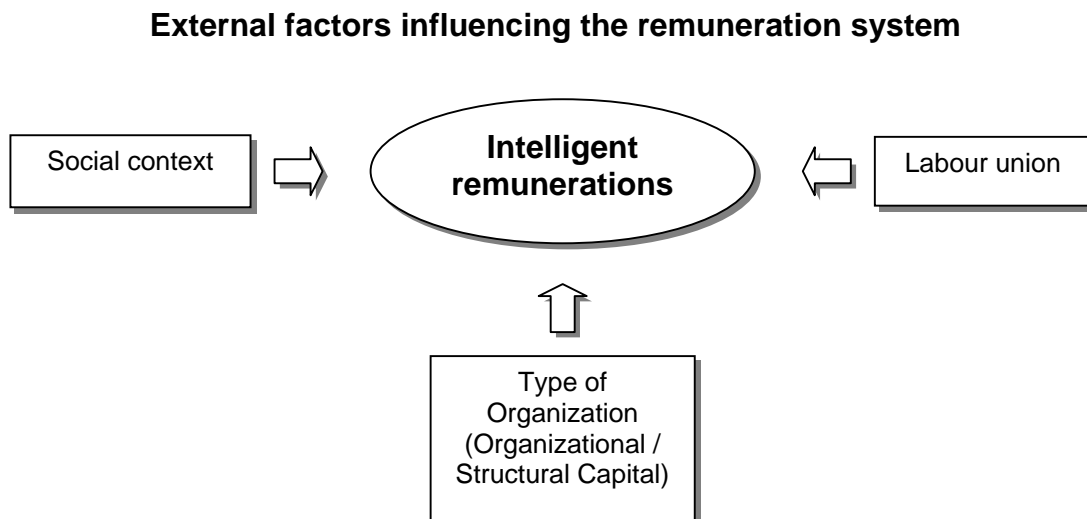 External factors influencing the remuneration system
Social context
Intelligent
remunerations
Labour union
Type of
Organization
(Organizational /
Structural Capital)